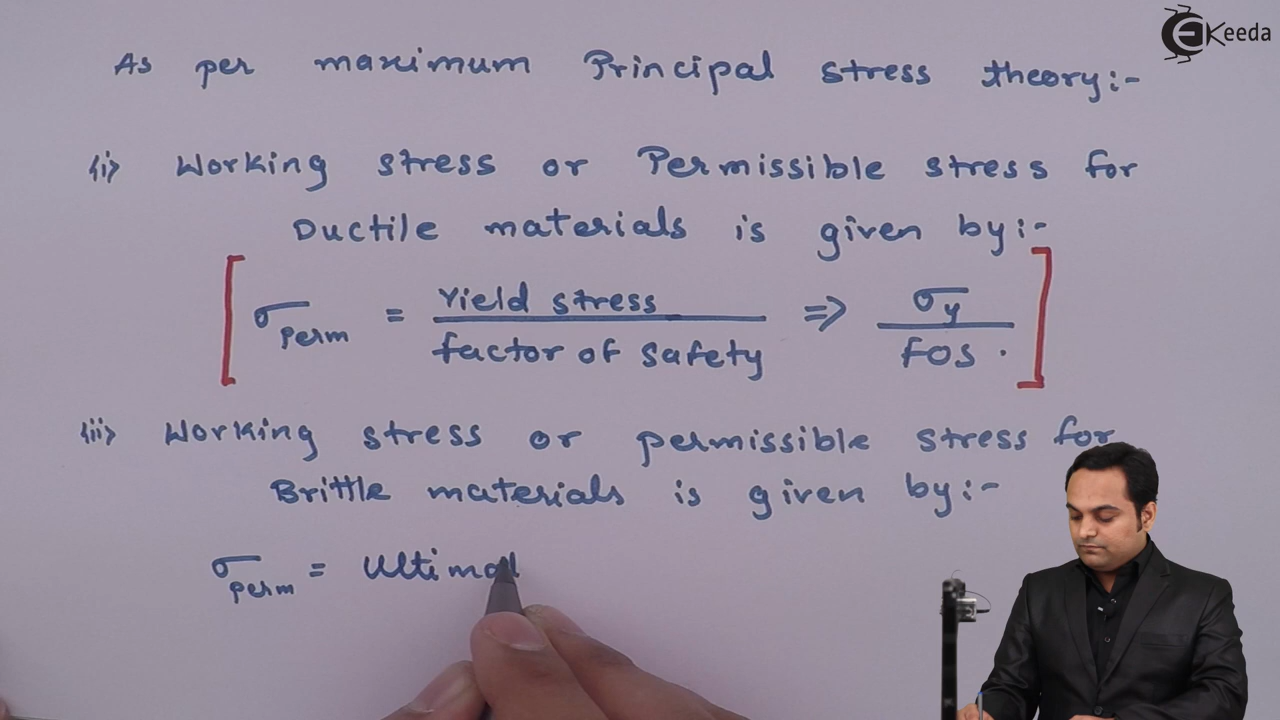 EKeeda
As per maximum Principal stress theory:-
(i) Working stress or Permissible stress for
Ductile materials is given by:-
σperm = Yield stress / factor of safety => σy / FOS.
(ii) Working stress or permissible stress for
Brittle materials is given by:-
σperm = Ultimat